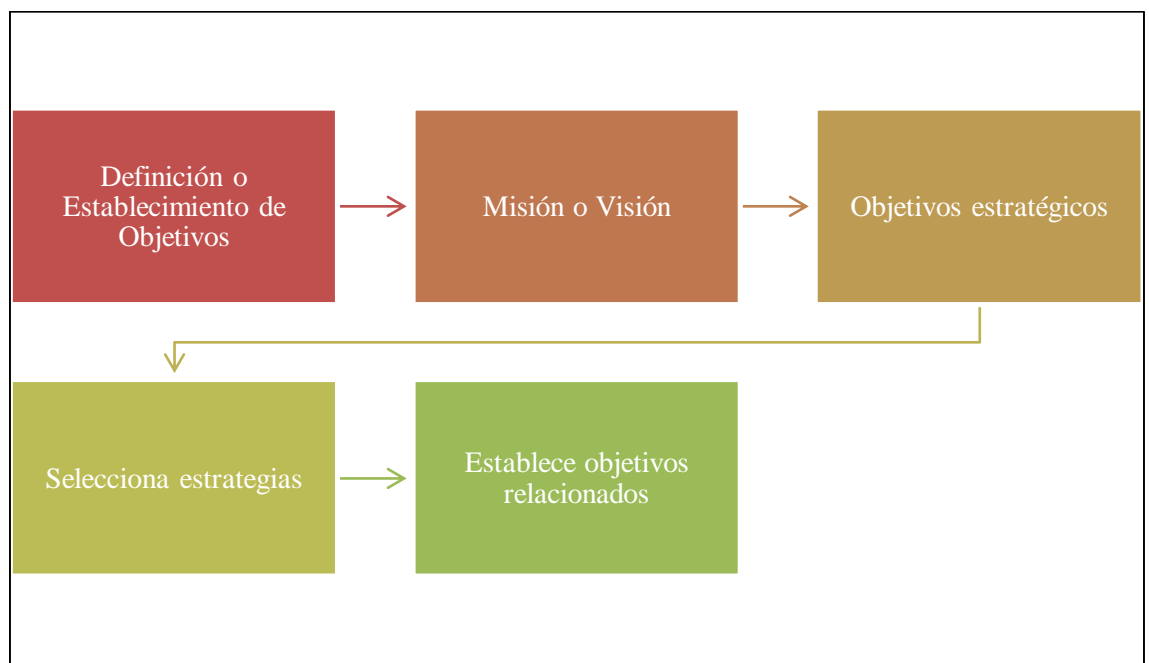 Definición o
Establecimiento de
Objetivos
Misión o Visión
Objetivos estratégicos
Selecciona estrategias
Establece objetivos
relacionados